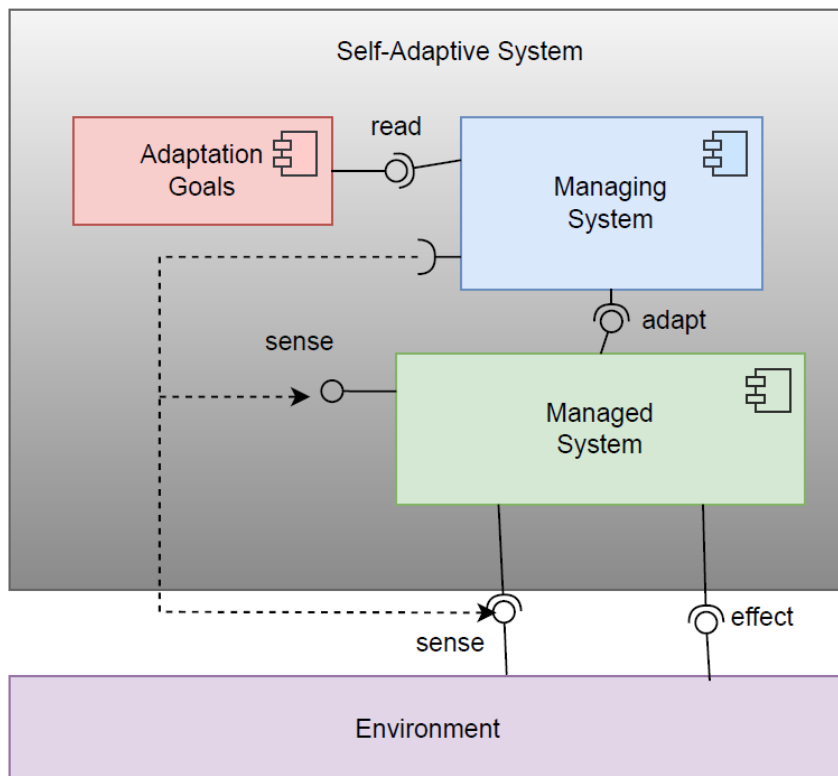 Self-Adaptive System
read
Adaptation
Goals
Managing
System
adapt
sense
Managed
System
sense
effect
Environment